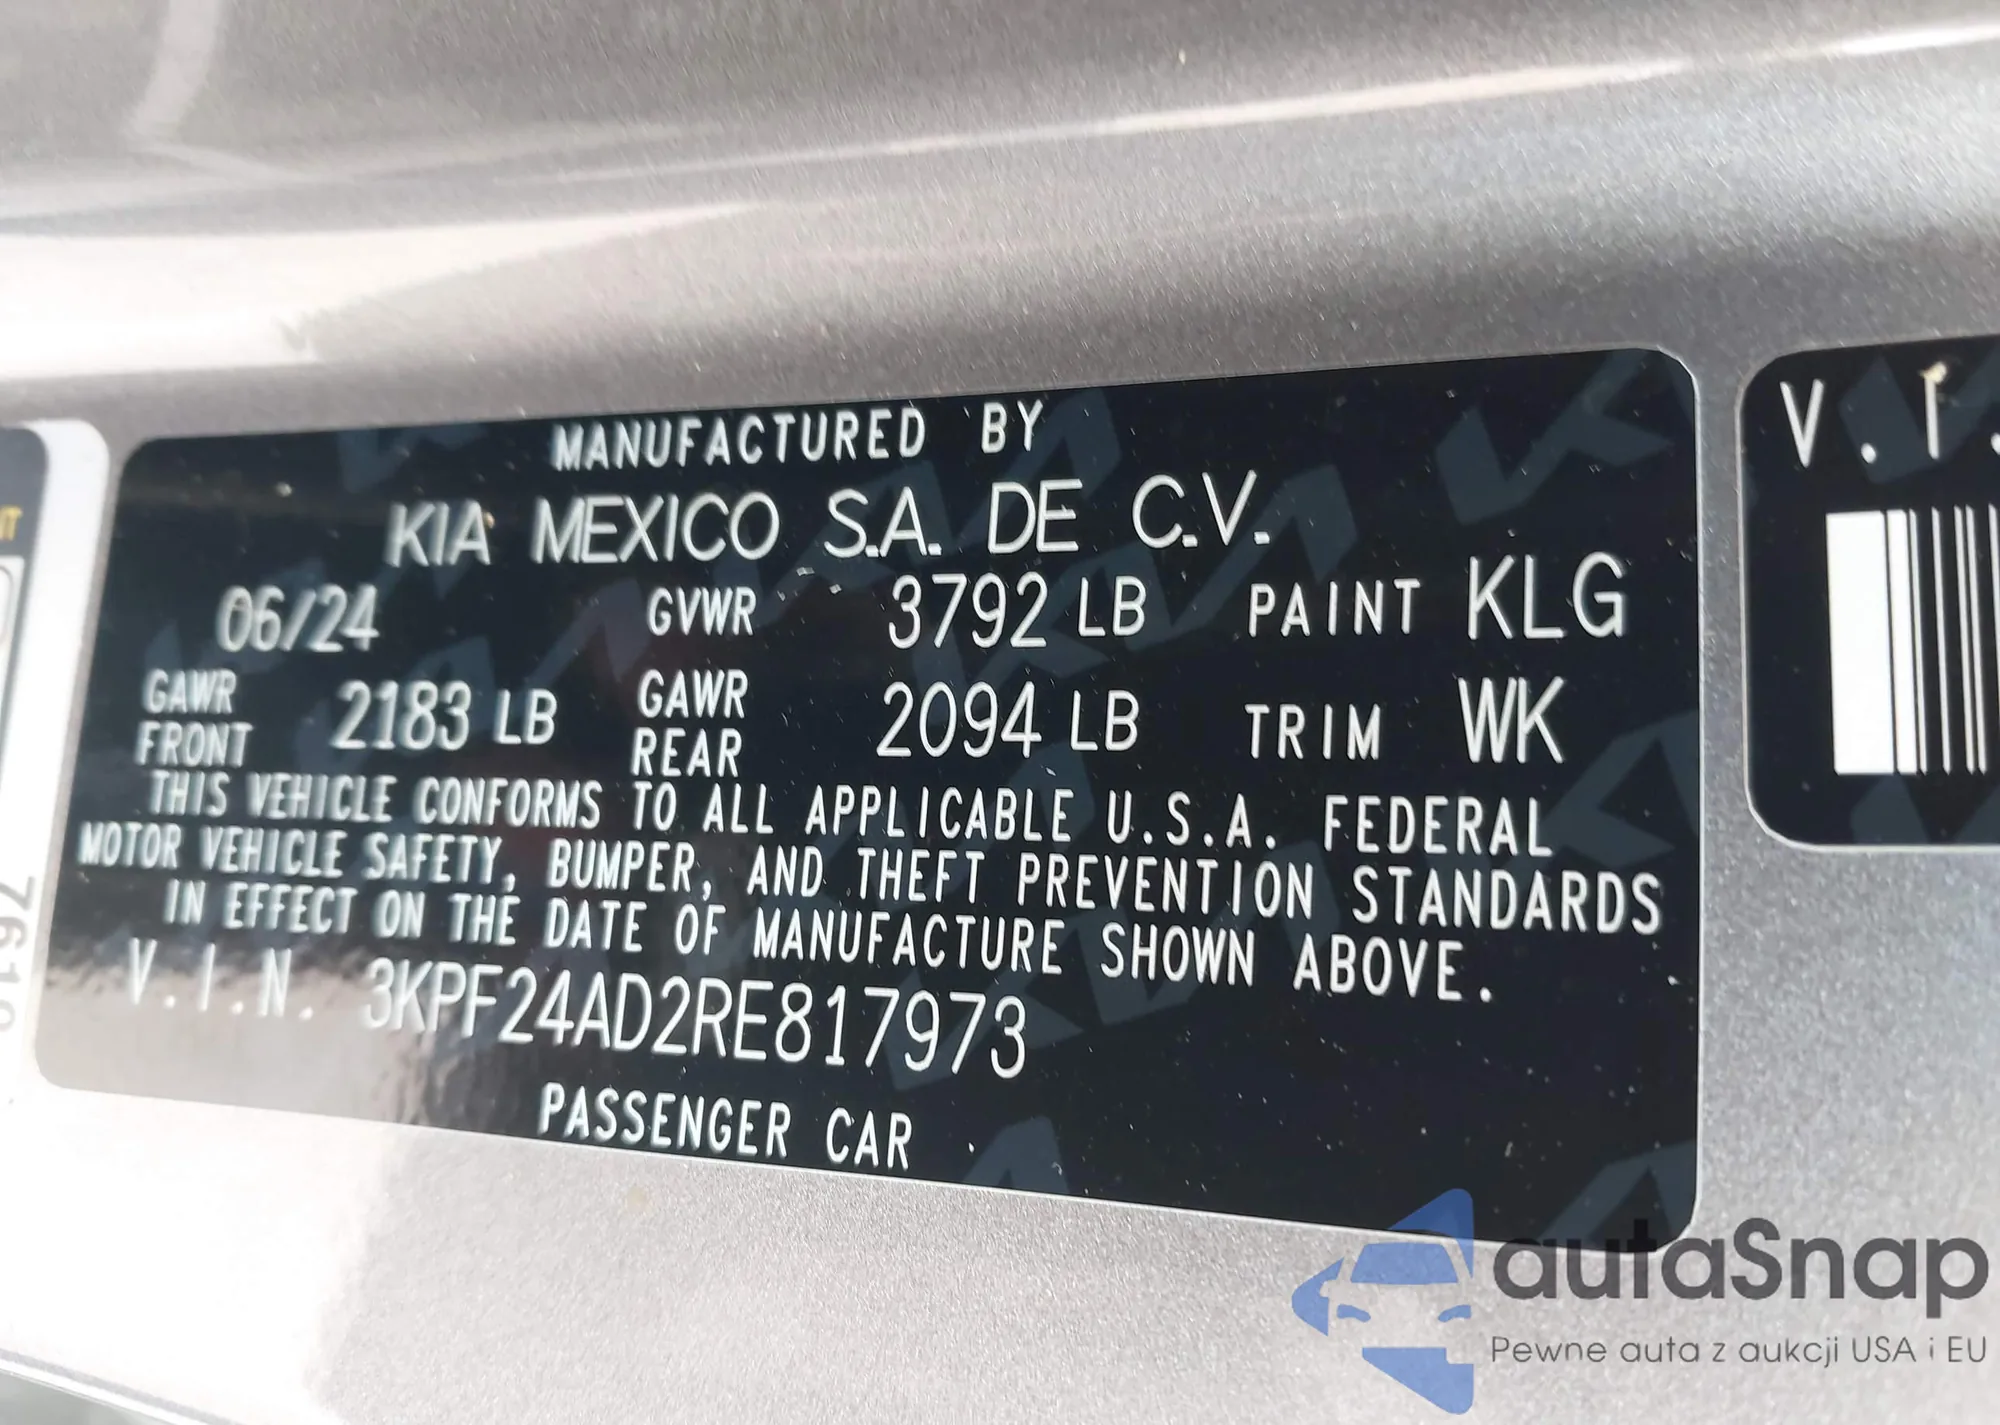 MANUFACTURED BY
KIA MEXICO S.A. DE C.V.
06/24 GVWR 3792 LB PAINT KLG
GAWR FRONT 2183 LB GAWR REAR 2094 LB TRIM WK
THIS VEHICLE CONFORMS TO ALL APPLICABLE U.S.A. FEDERAL
MOTOR VEHICLE SAFETY, BUMPER, AND THEFT PREVENTION STANDARDS
IN EFFECT ON THE DATE OF MANUFACTURE SHOWN ABOVE.
V.I.N. 3KPF24AD2RE817973
PASSENGER CAR
V.I.
autaSnap
Pewne auta z aukcji USA i EU